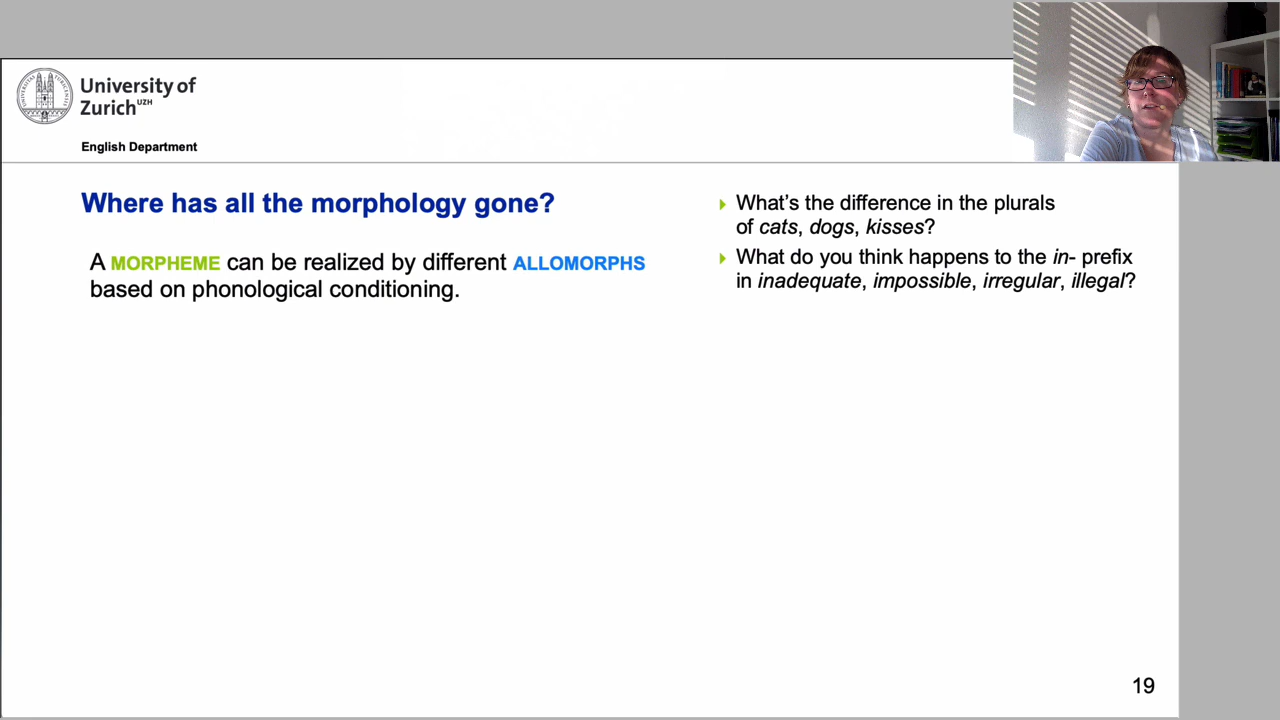 University of
Zurich UZH
English Department
Where has all the morphology gone?
A MORPHEME can be realized by different ALLOMORPHS
based on phonological conditioning.
What's the difference in the plurals
of cats, dogs, kisses?
What do you think happens to the in- prefix
in inadequate, impossible, irregular, illegal?
19